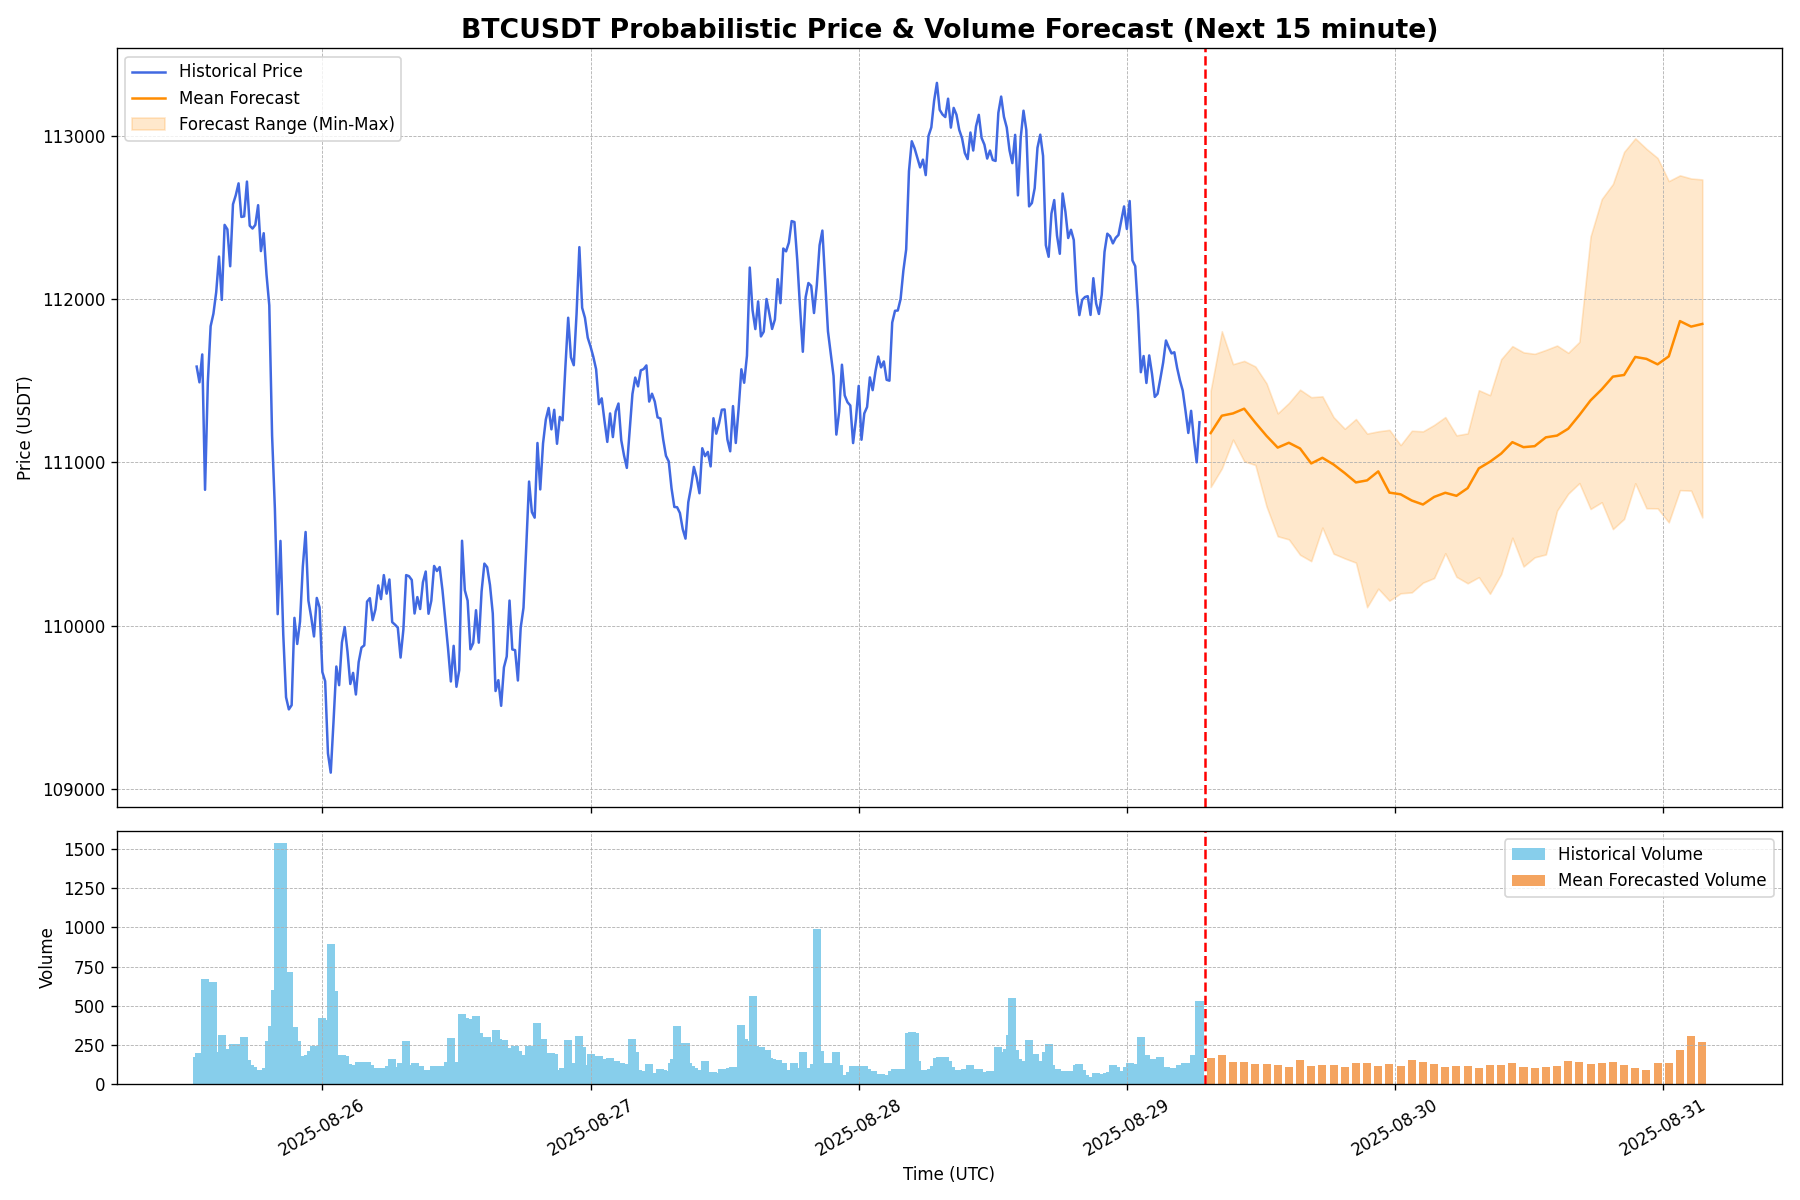 BTCUSDT Probabilistic Price & Volume Forecast (Next 15 minute)
Historical Price
Mean Forecast
Forecast Range (Min-Max)
113000
112000
111000
110000
109000
Price (USDT)
Historical Volume
Mean Forecasted Volume
1500
1250
1000
750
500
250
0
Volume
2025-08-26
2025-08-27
2025-08-28
2025-08-29
2025-08-30
2025-08-31
Time (UTC)